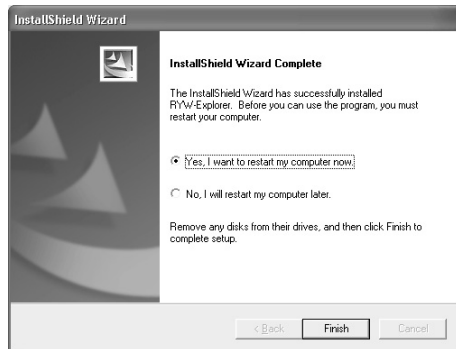 InstallShield Wizard
InstallShield Wizard Complete
The InstallShield Wizard has successfully installed
RYW-Explorer. Before you can use the program, you must
restart your computer.
Yes, I want to restart my computer now.
No, I will restart my computer later.
Remove any disks from their drives, and then click Finish to
complete setup.
< Back Finish Cancel